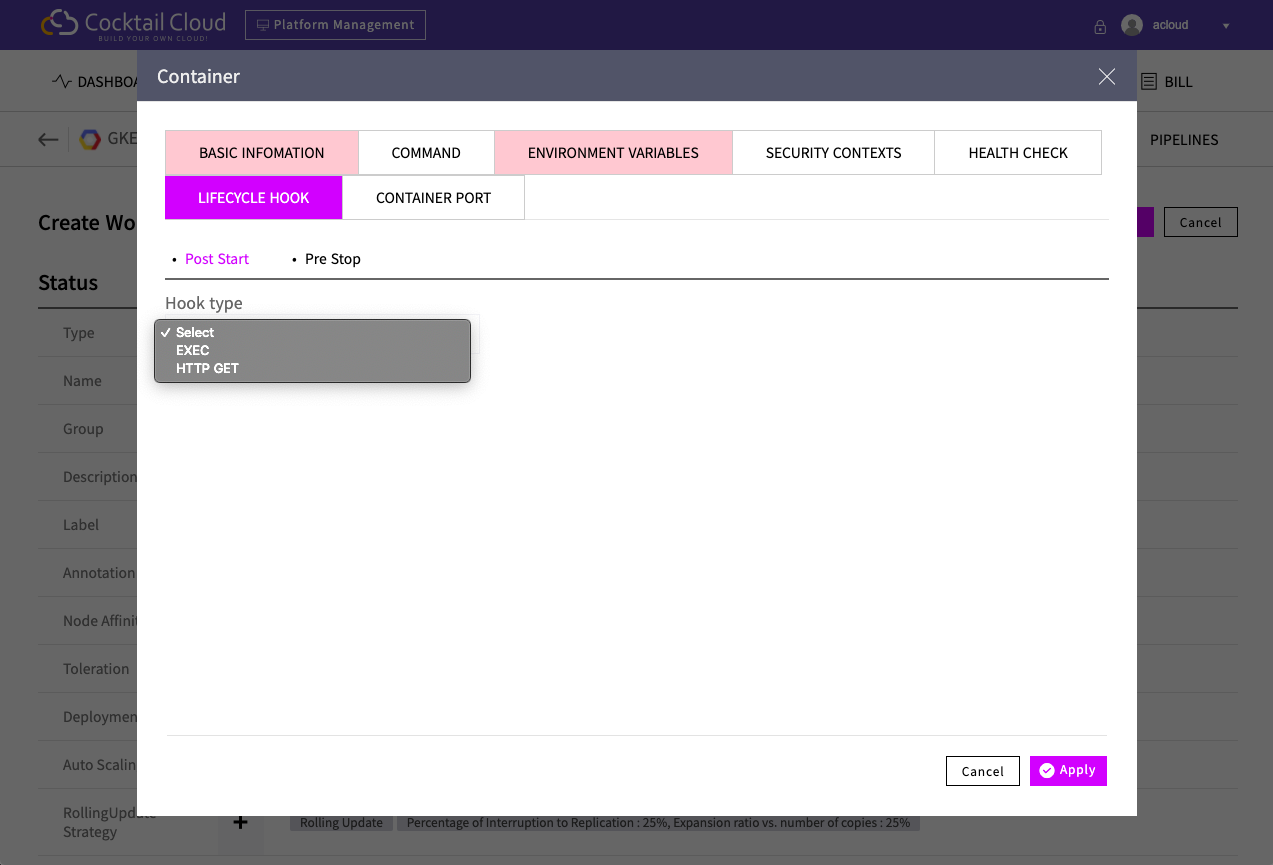 Cocktail Cloud
BUILD YOUR OWN CLOUD!
Platform Management
acloud
DASHBOA
BILL
Container
GKE
PIPELINES
BASIC INFOMATION
COMMAND
ENVIRONMENT VARIABLES
SECURITY CONTEXTS
HEALTH CHECK
LIFECYCLE HOOK
CONTAINER PORT
Create Wo
Cancel
• Post Start
• Pre Stop
Status
Hook type
✓ Select
EXEC
HTTP GET
Type
Name
Group
Description
Label
Annotation
Node Affinit
Toleration
Deploymen
Auto Scalin
Cancel
Apply
RollingUpdate
Strategy
+
Rolling Update
Percentage of Interruption to Replication : 25%, Expansion ratio vs. number of copies : 25%